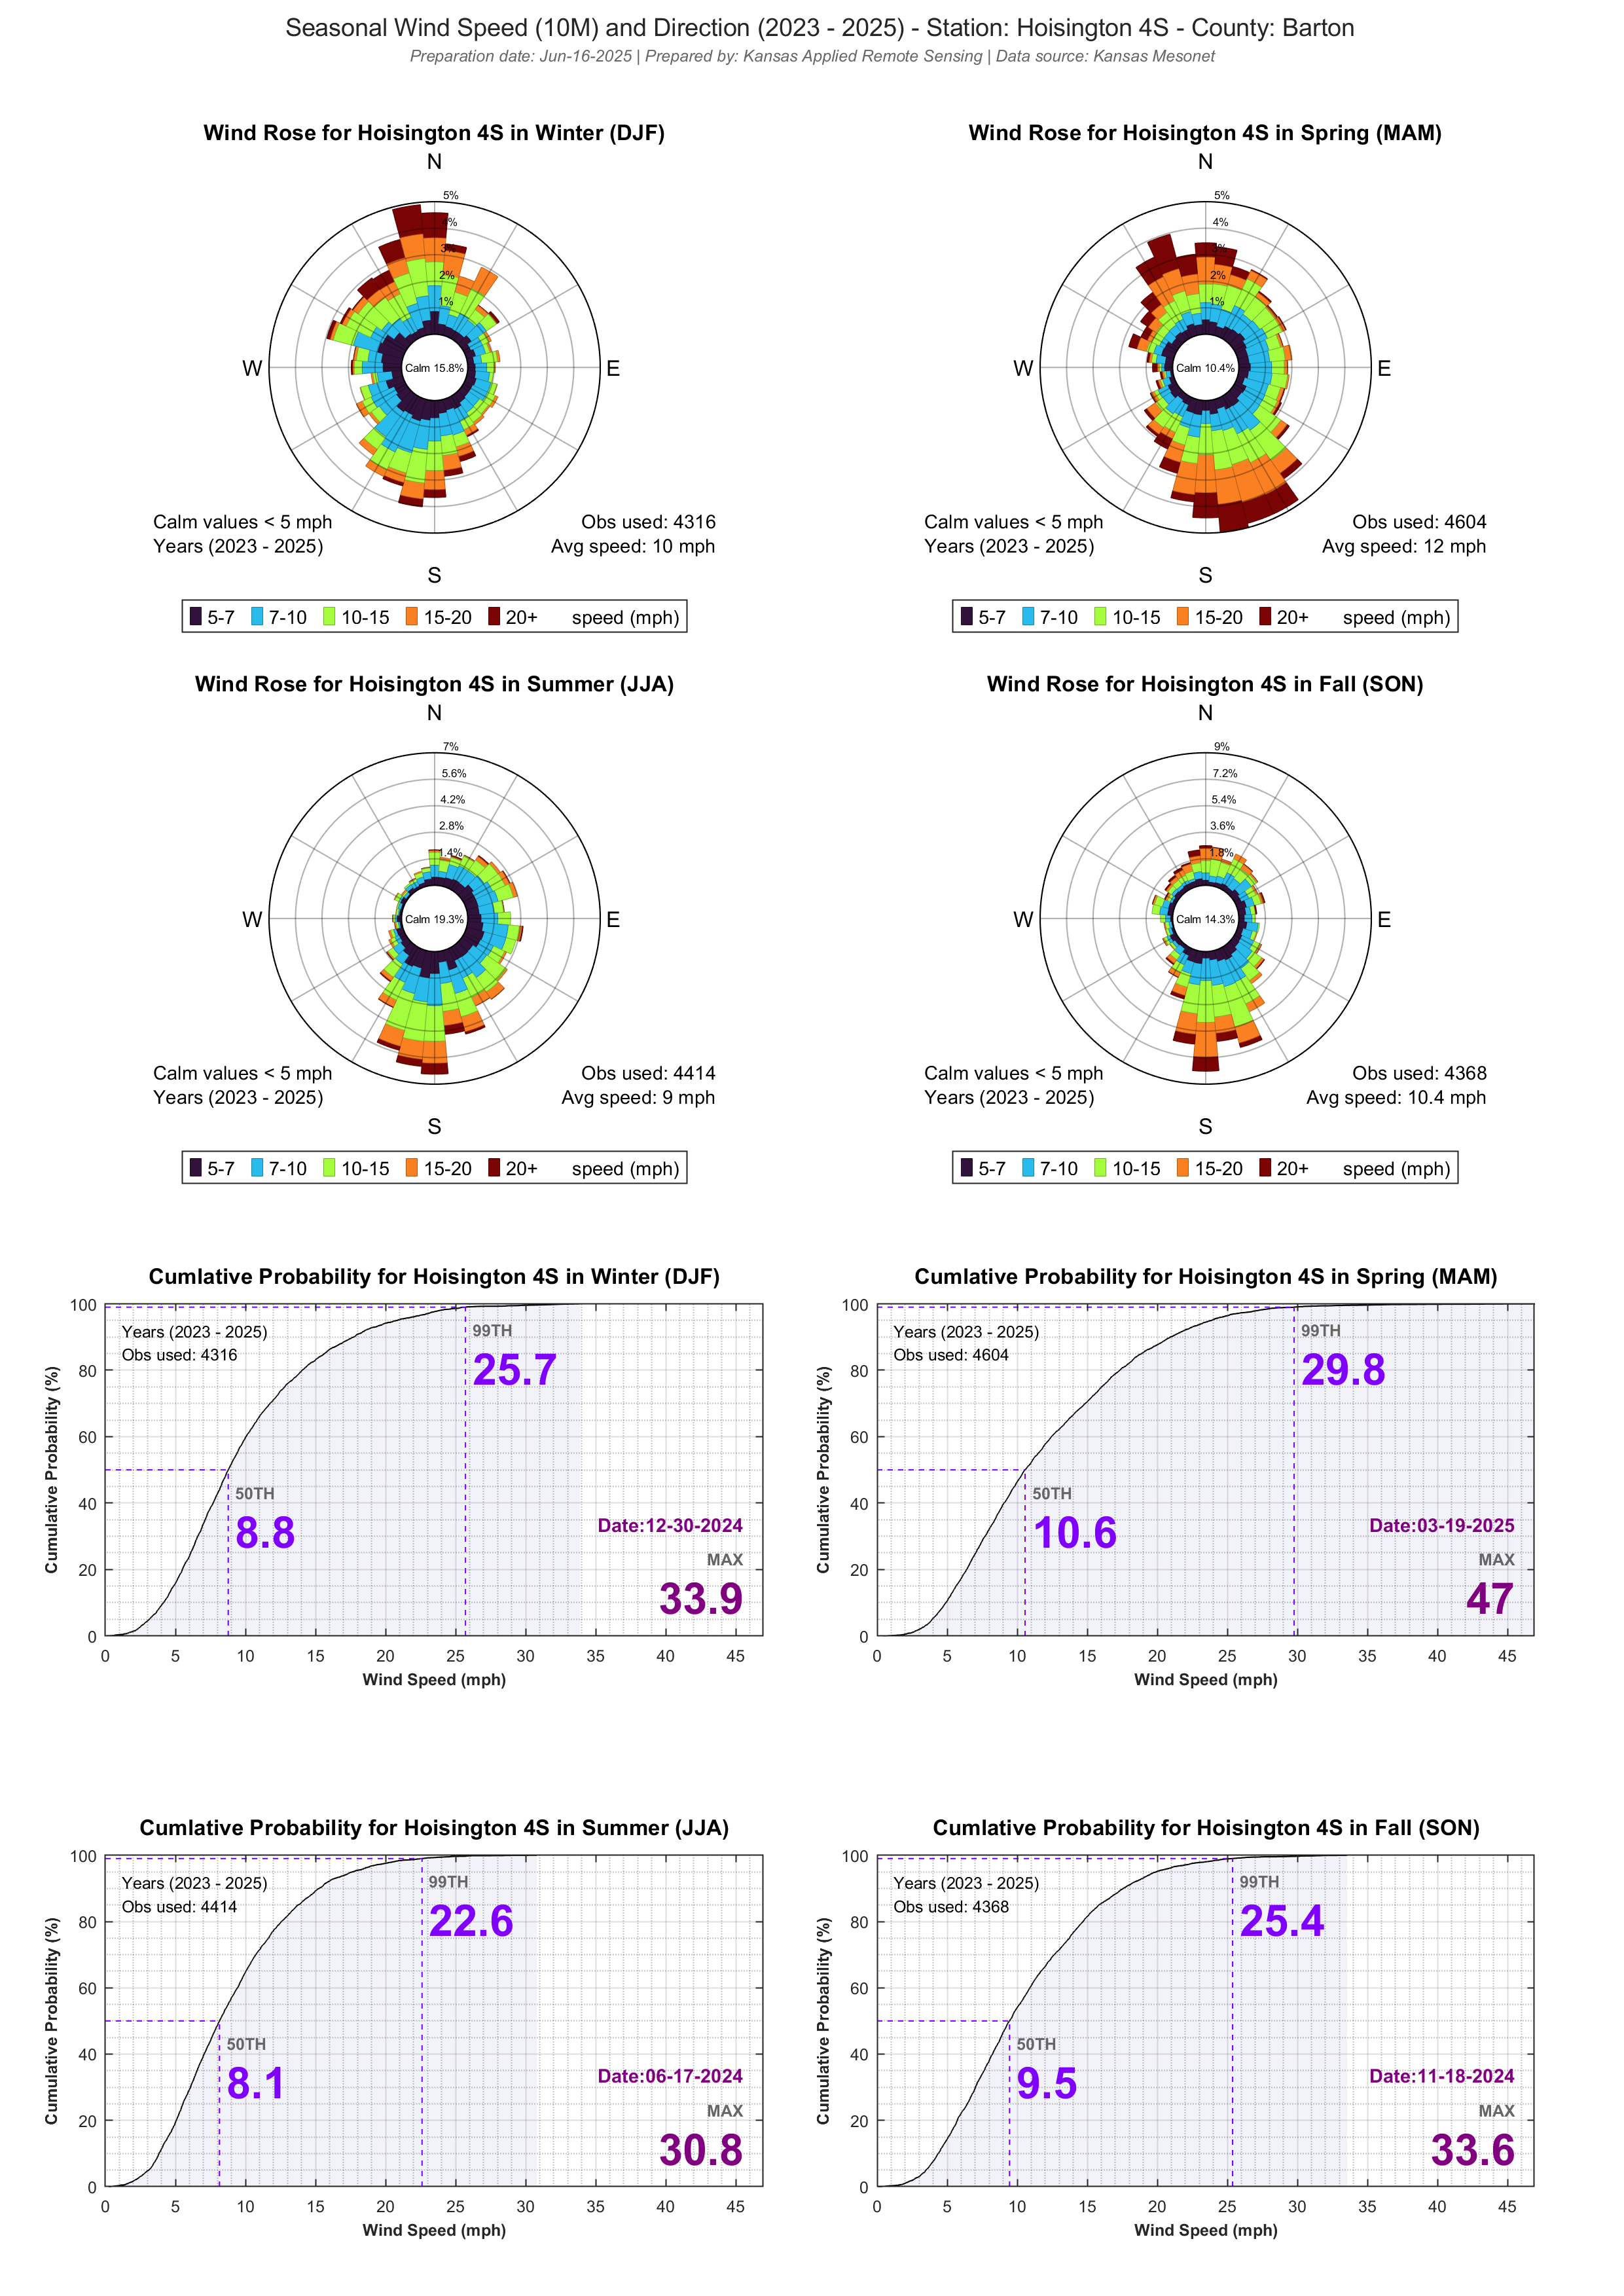 Seasonal Wind Speed (10M) and Direction (2023 - 2025) - Station: Hoisington 4S - County: Barton
Preparation date: Jun-16-2025 | Prepared by: Kansas Applied Remote Sensing | Data source: Kansas Mesonet
Wind Rose for Hoisington 4S in Winter (DJF)
N
5%
4%
3%
2%
1%
W
Calm 15.8%
E
Calm values < 5 mph
Years (2023 - 2025)
Obs used: 4316
Avg speed: 10 mph
S
5-7 7-10 10-15 15-20 20+ speed (mph)
Wind Rose for Hoisington 4S in Spring (MAM)
N
5%
4%
3%
2%
1%
W
Calm 10.4%
E
Calm values < 5 mph
Years (2023 - 2025)
Obs used: 4604
Avg speed: 12 mph
S
5-7 7-10 10-15 15-20 20+ speed (mph)
Wind Rose for Hoisington 4S in Summer (JJA)
N
7%
5.6%
4.2%
2.8%
1.4%
W
Calm 19.3%
E
Calm values < 5 mph
Years (2023 - 2025)
Obs used: 4414
Avg speed: 9 mph
S
5-7 7-10 10-15 15-20 20+ speed (mph)
Wind Rose for Hoisington 4S in Fall (SON)
N
9%
7.2%
5.4%
3.6%
1.8%
W
Calm 14.3%
E
Calm values < 5 mph
Years (2023 - 2025)
Obs used: 4368
Avg speed: 10.4 mph
S
5-7 7-10 10-15 15-20 20+ speed (mph)
Cumlative Probability for Hoisington 4S in Winter (DJF)
Cumulative Probability (%)
100
80
60
40
20
0
Years (2023 - 2025)
Obs used: 4316
99TH
25.7
50TH
8.8
Date:12-30-2024
MAX
33.9
0 5 10 15 20 25 30 35 40 45
Wind Speed (mph)
Cumlative Probability for Hoisington 4S in Spring (MAM)
Cumulative Probability (%)
100
80
60
40
20
0
Years (2023 - 2025)
Obs used: 4604
99TH
29.8
50TH
10.6
Date:03-19-2025
MAX
47
0 5 10 15 20 25 30 35 40 45
Wind Speed (mph)
Cumlative Probability for Hoisington 4S in Summer (JJA)
Cumulative Probability (%)
100
80
60
40
20
0
Years (2023 - 2025)
Obs used: 4414
99TH
22.6
50TH
8.1
Date:06-17-2024
MAX
30.8
0 5 10 15 20 25 30 35 40 45
Wind Speed (mph)
Cumlative Probability for Hoisington 4S in Fall (SON)
Cumulative Probability (%)
100
80
60
40
20
0
Years (2023 - 2025)
Obs used: 4368
99TH
25.4
50TH
9.5
Date:11-18-2024
MAX
33.6
0 5 10 15 20 25 30 35 40 45
Wind Speed (mph)